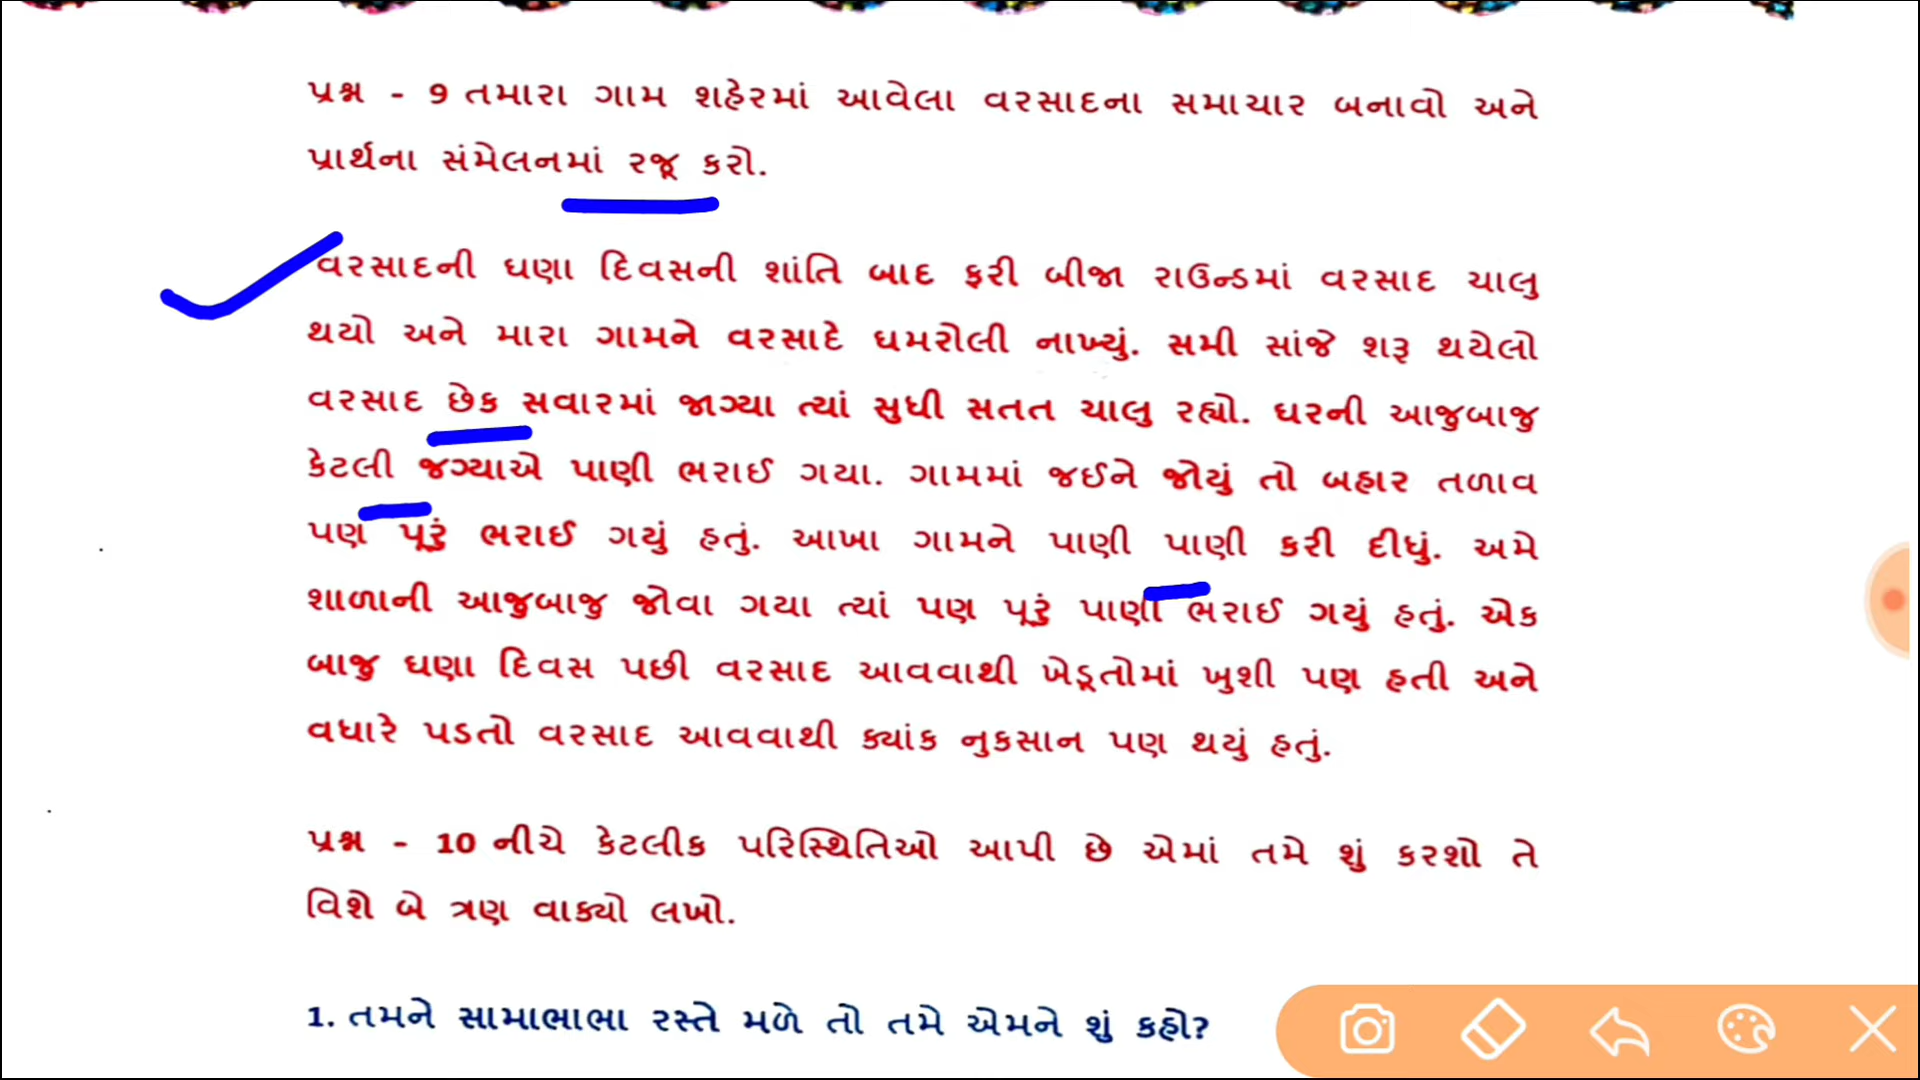 પ્રશ્ન - 9 તમારા ગામ શહેરમાં આવેલા વરસાદના સમાચાર બનાવો અને
પ્રાર્થના સંમેલનમાં રજૂ કરો.
વરસાદની ઘણા દિવસની શાંતિ બાદ ફરી બીજા રાઉન્ડમાં વરસાદ ચાલુ
થયો અને મારા ગામને વરસાદે ઘમરોલી નાખ્યું. સમી સાંજે શરૂ થયેલો
વરસાદ છેક સવારમાં જાગ્યા ત્યાં સુધી સતત ચાલુ રહ્યો. ઘરની આજુબાજુ
કેટલી જગ્યાએ પાણી ભરાઈ ગયા. ગામમાં જઈને જોયું તો બહાર તળાવ
પણ પૂરું ભરાઈ ગયું હતું. આખા ગામને પાણી પાણી કરી દીધું. અમે
શાળાની આજુબાજુ જોવા ગયા ત્યાં પણ પૂરું પાણી ભરાઈ ગયું હતું. એક
બાજુ ઘણા દિવસ પછી વરસાદ આવવાથી ખેડૂતોમાં ખુશી પણ હતી અને
વધારે પડતો વરસાદ આવવાથી ક્યાંક નુકસાન પણ થયું હતું.
પ્રશ્ન - 10 નીચે કેટલીક પરિસ્થિતિઓ આપી છે એમાં તમે શું કરશો તે
વિશે બે ત્રણ વાક્યો લખો.
1. તમને સામાભાભા રસ્તે મળે તો તમે એમને શું કહો?